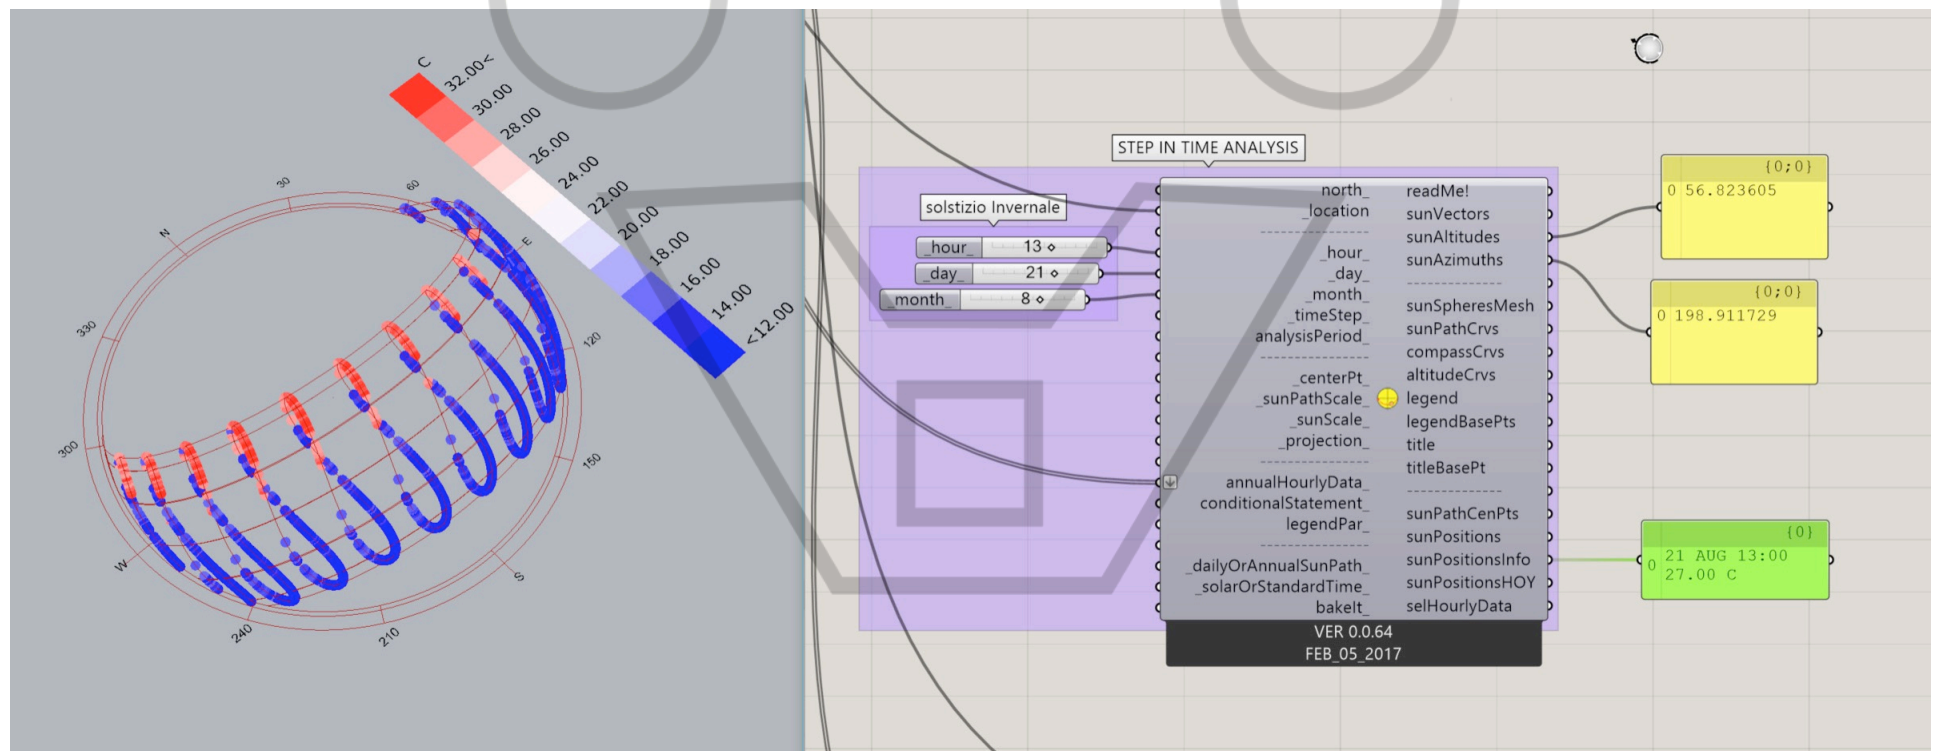 C
32.00<
30.00
28.00
26.00
24.00
22.00
20.00
18.00
16.00
14.00
<12.00
N
30
60
E
120
150
S
210
240
W
300
330
STEP IN TIME ANALYSIS
solstizio Invernale
_hour_ 13
_day_ 21
_month_ 8
north_
_location
--------------
_hour_
_day_
_month_
_timeStep_
analysisPeriod_
--------------
_centerPt_
_sunPathScale_
_sunScale_
_projection_
--------------
annualHourlyData_
conditionalStatement_
legendPar_
--------------
_dailyOrAnnualSunPath_
_solarOrStandardTime_
bakeIt_
readMe!
sunVectors
sunAltitudes
sunAzimuths
--------------
sunSpheresMesh
sunPathCrvs
compassCrvs
altitudeCrvs
legend
legendBasePts
title
titleBasePt
--------------
sunPathCenPts
sunPositions
sunPositionsInfo
sunPositionsHOY
selHourlyData
VER 0.0.64
FEB_05_2017
{0;0}
0 56.823605
{0;0}
0 198.911729
{0}
0 21 AUG 13:00
27.00 C